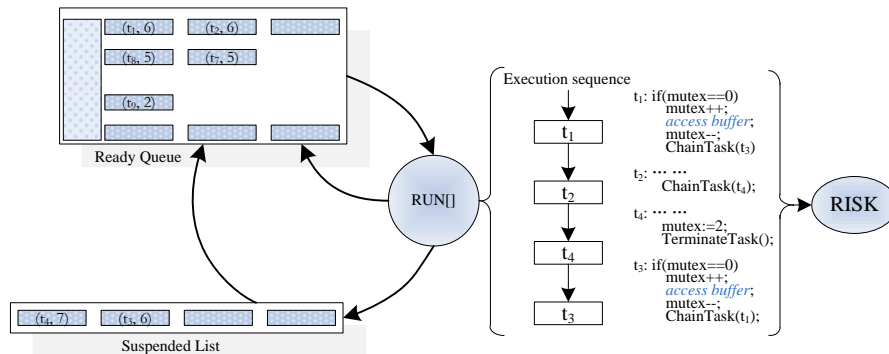 (t₁, 6) (t₂, 6)
(t₈, 5) (t₇, 5)
(t₉, 2)
Ready Queue
RUN[]
(t₄, 7) (t₃, 6)
Suspended List
Execution sequence
t₁
t₂
t₄
t₃
t₁: if(mutex==0)
mutex++;
access buffer;
mutex--;
ChainTask(t₃)
t₂: ··· ···
ChainTask(t₄);
t₄: ··· ···
mutex:=2;
TerminateTask();
t₃: if(mutex==0)
mutex++;
access buffer;
mutex--;
ChainTask(t₁);
RISK